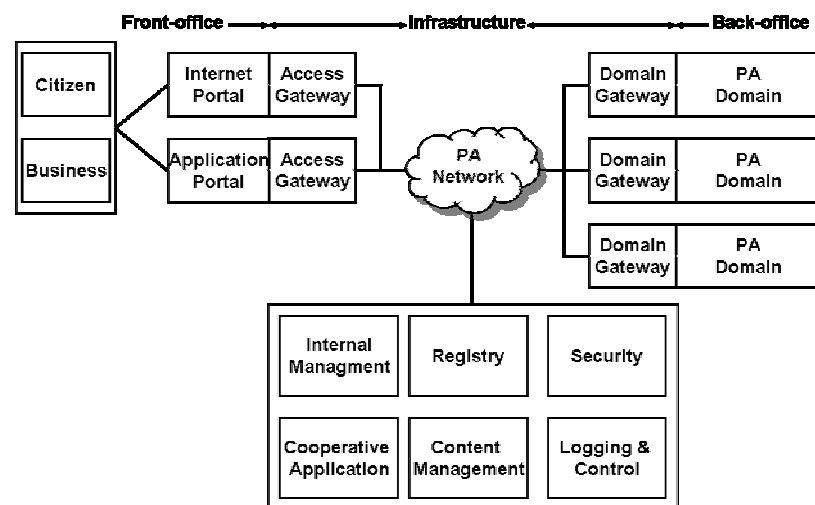 Front-office
Infrastructure
Back-office
Citizen
Business
Internet
Portal
Access
Gateway
Application
Portal
Access
Gateway
PA
Network
Domain
Gateway
PA
Domain
Domain
Gateway
PA
Domain
Domain
Gateway
PA
Domain
Internal
Managment
Registry
Security
Cooperative
Application
Content
Management
Logging &
Control